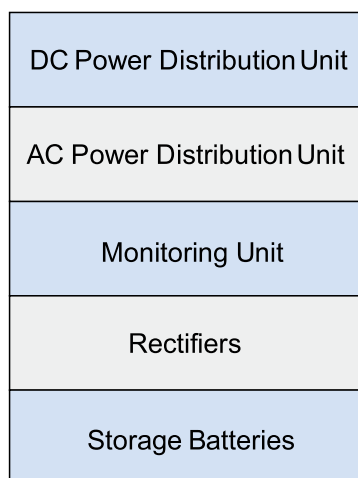 DC Power Distribution Unit
AC Power Distribution Unit
Monitoring Unit
Rectifiers
Storage Batteries